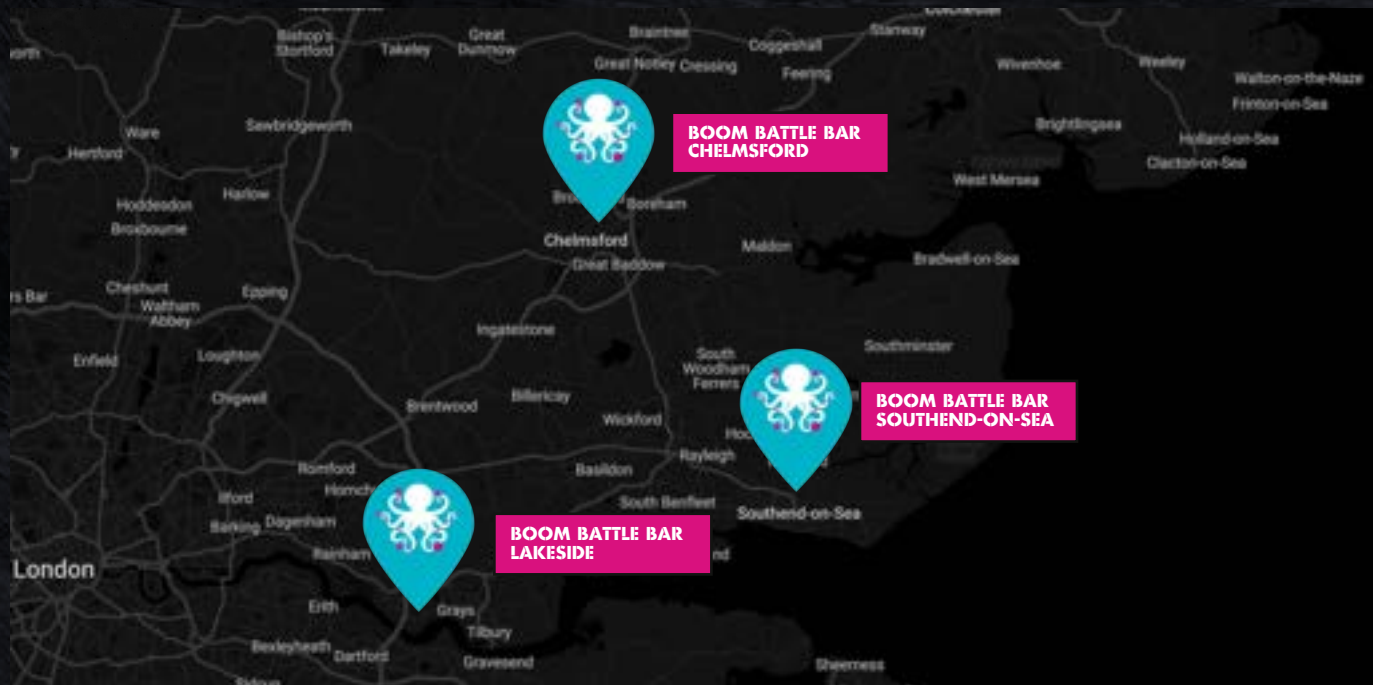 Bishop's
Stortford
Takeley
Great
Dunmow
Braintree
Great Notley
Cressing
Coggeshall
Feering
Stanway
Wivenhoe
Weeley
Walton-on-the-Naze
Frinton-on-Sea
Ware
Sawbridgeworth
Hertford
BOOM BATTLE BAR
CHELMSFORD
Brightlingsea
Holland-on-Sea
Clacton-on-Sea
West Mersea
Harlow
Hoddesdon
Broxbourne
Boreham
Chelmsford
Great Baddow
Maldon
Bradwell-on-Sea
Cheshunt
Waltham
Abbey
Epping
Ingatestone
Enfield
Loughton
South
Woodham
Ferrers
Southminster
Chigwell
Brentwood
Billericay
Wickford
BOOM BATTLE BAR
SOUTHEND-ON-SEA
Rayleigh
Romford
Basildon
Ilford
South Benfleet
Southend-on-Sea
Barking
Dagenham
BOOM BATTLE BAR
LAKESIDE
Rainham
London
Erith
Grays
Tilbury
Bexleyheath
Dartford
Gravesend
Sheerness